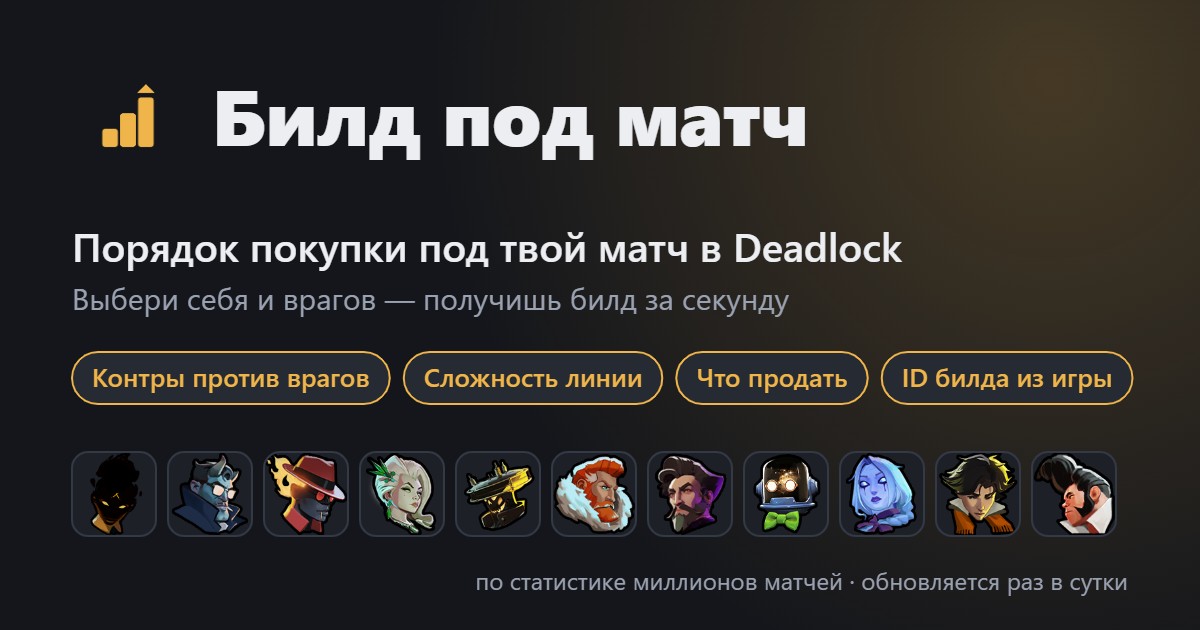 Билд под матч
Порядок покупки под твой матч в Deadlock
Выбери себя и врагов — получишь билд за секунду
Контры против врагов
Сложность линии
Что продать
ID билда из игры
по статистике миллионов матчей · обновляется раз в сутки